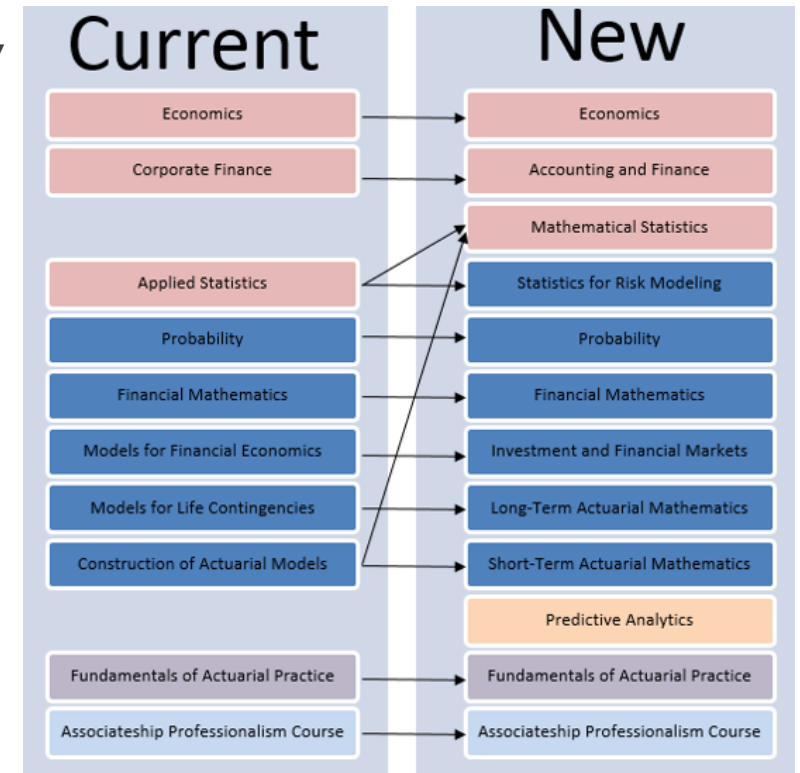 Current
New
Economics
Economics
Corporate Finance
Accounting and Finance
Mathematical Statistics
Applied Statistics
Statistics for Risk Modeling
Probability
Probability
Financial Mathematics
Financial Mathematics
Models for Financial Economics
Investment and Financial Markets
Models for Life Contingencies
Long-Term Actuarial Mathematics
Construction of Actuarial Models
Short-Term Actuarial Mathematics
Predictive Analytics
Fundamentals of Actuarial Practice
Fundamentals of Actuarial Practice
Associateship Professionalism Course
Associateship Professionalism Course